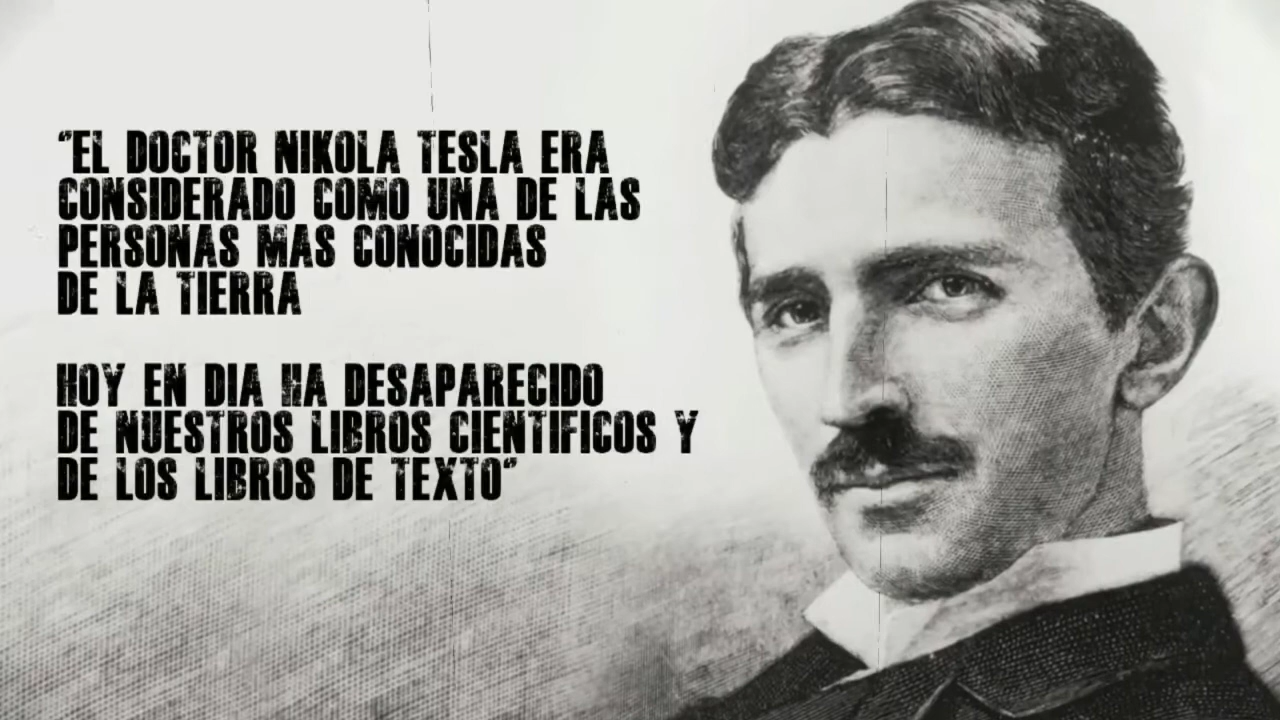 "EL DOCTOR NIKOLA TESLA ERA
CONSIDERADO COMO UNA DE LAS
PERSONAS MAS CONOCIDAS
DE LA TIERRA
HOY EN DIA HA DESAPARECIDO
DE NUESTROS LIBROS CIENTIFICOS Y
DE LOS LIBROS DE TEXTO"